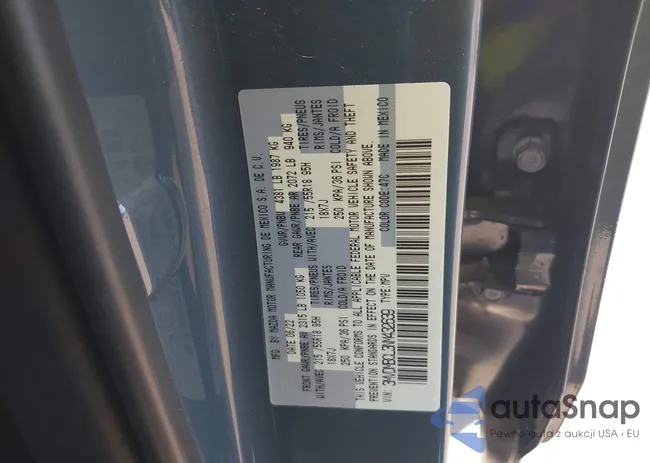 MFG. BY MAZDA MOTOR MANUFACTURING DE MEXICO S.A. DE C.V.
06/22 GVWR/PNBV 4381 LB 1987 KG
FRONT GAWR/PNBE AV 2315 LB 1050 KG REAR GAWR/PNBE AR 2072 LB 940 KG
WITH/AVEC 215/55R18 95H TIRES/PNEUS WITH/AVEC 215/55R18 95H TIRES/PNEUS
18X7J RIMS/JANTES 18X7J RIMS/JANTES
250 KPA/36 PSI COLD/A FROID 250 KPA/36 PSI COLD/A FROID
THIS VEHICLE CONFORMS TO ALL APPLICABLE FEDERAL MOTOR VEHICLE SAFETY AND THEFT
PREVENTION STANDARDS IN EFFECT ON THE DATE OF MANUFACTURE SHOWN ABOVE.
VIN: TYPE:MPV COLOR CODE:47C MADE IN MEXICO
autaSnap
Pewne auta z aukcji USA i EU